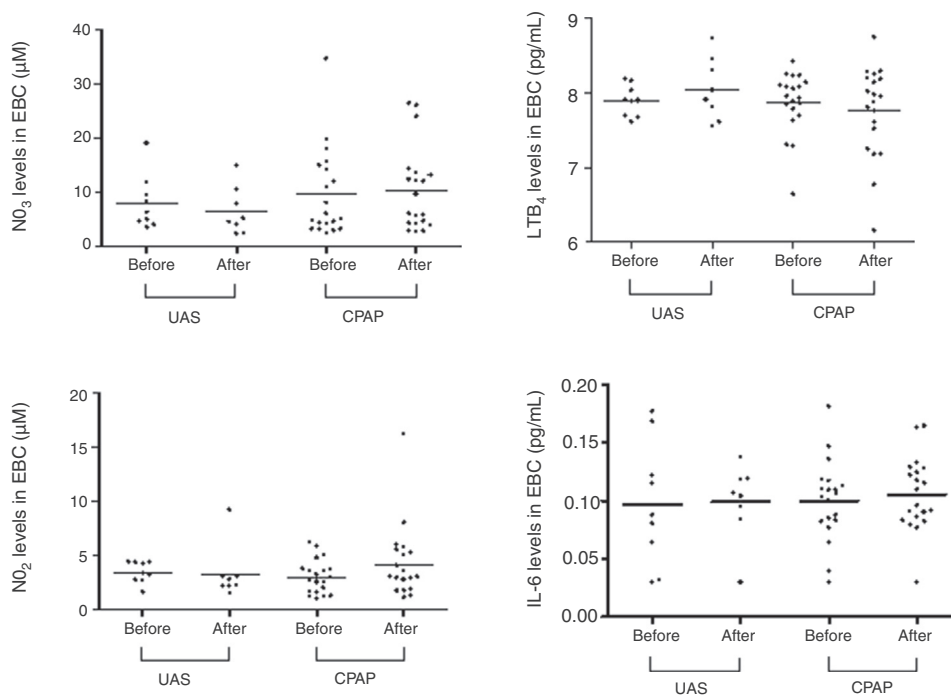 N0₃ levels in EBC (μM)
40
30
20
10
0
Before After Before After
UAS CPAP
LTB₄ levels in EBC (pg/mL)
9
8
7
6
Before After Before After
UAS CPAP
N0₂ levels in EBC (μM)
20
15
10
5
0
Before After Before After
UAS CPAP
IL-6 levels in EBC (pg/mL)
0.20
0.15
0.10
0.05
0.00
Before After Before After
UAS CPAP